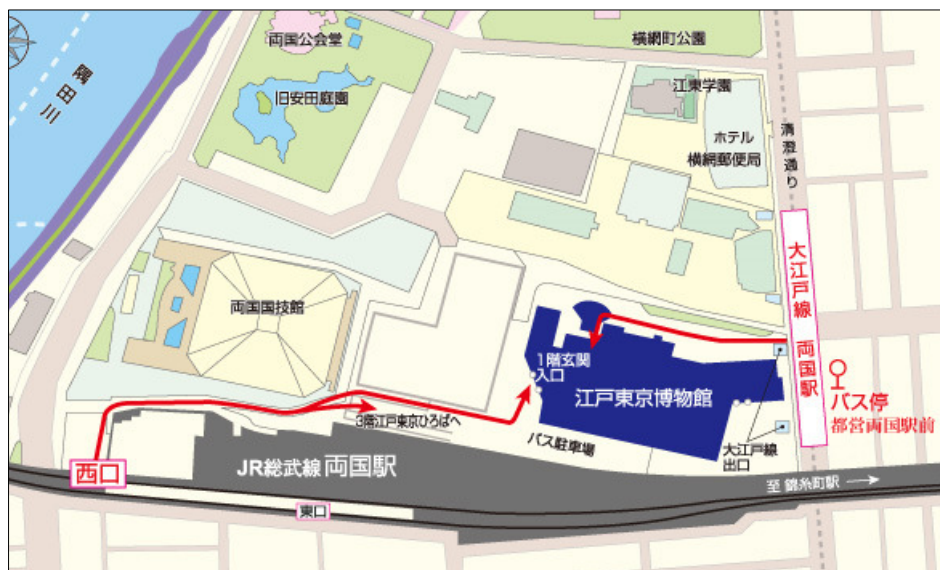 両国公会堂
横網町公園
隅田川
旧安田庭園
江東学園
ホテル
横網郵便局
清澄通り
両国国技館
大江戸線 両国駅
1階玄関
入口
江戸東京博物館
バス停
都営両国駅前
3階江戸東京ひろばへ
バス駐車場
大江戸線
出口
西口
JR総武線 両国駅
至 錦糸町駅
東口